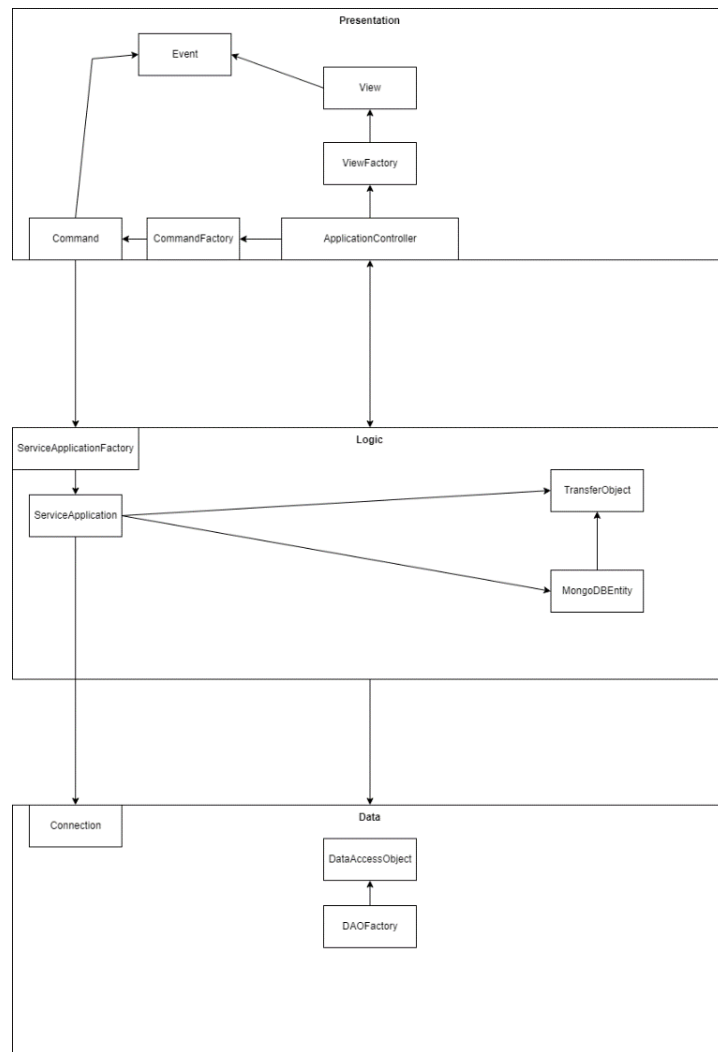 Presentation
Event
View
ViewFactory
Command
CommandFactory
ApplicationController
Logic
ServiceApplicationFactory
TransferObject
ServiceApplication
MongoDBEntity
Data
Connection
DataAccessObject
DAOFactory